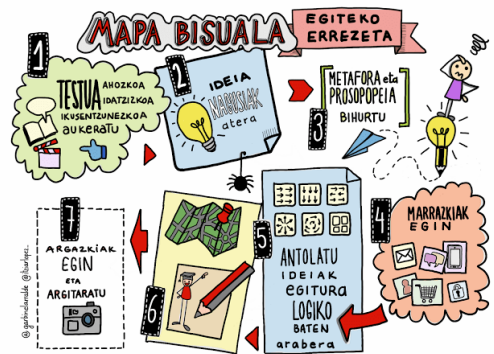 MAPA BISUALA
EGITEKO
ERREZETA
1
TESTUA
AHOZKOA
IDATZIZKOA
IKUSENTZUNEZKOA
AUKERATU
2
IDEIA
NAGUSIAK
atera
3
METAFORA eta
PROSOPOPEIA
BIHURTU
4
MARRAZKIAK
EGIN
5
ANTOLATU
IDEIAK
EGITURA
LOGIKO
BATEN
arabera
6
7
ARGAZKIAK
EGIN
ETA
ARGITARATU